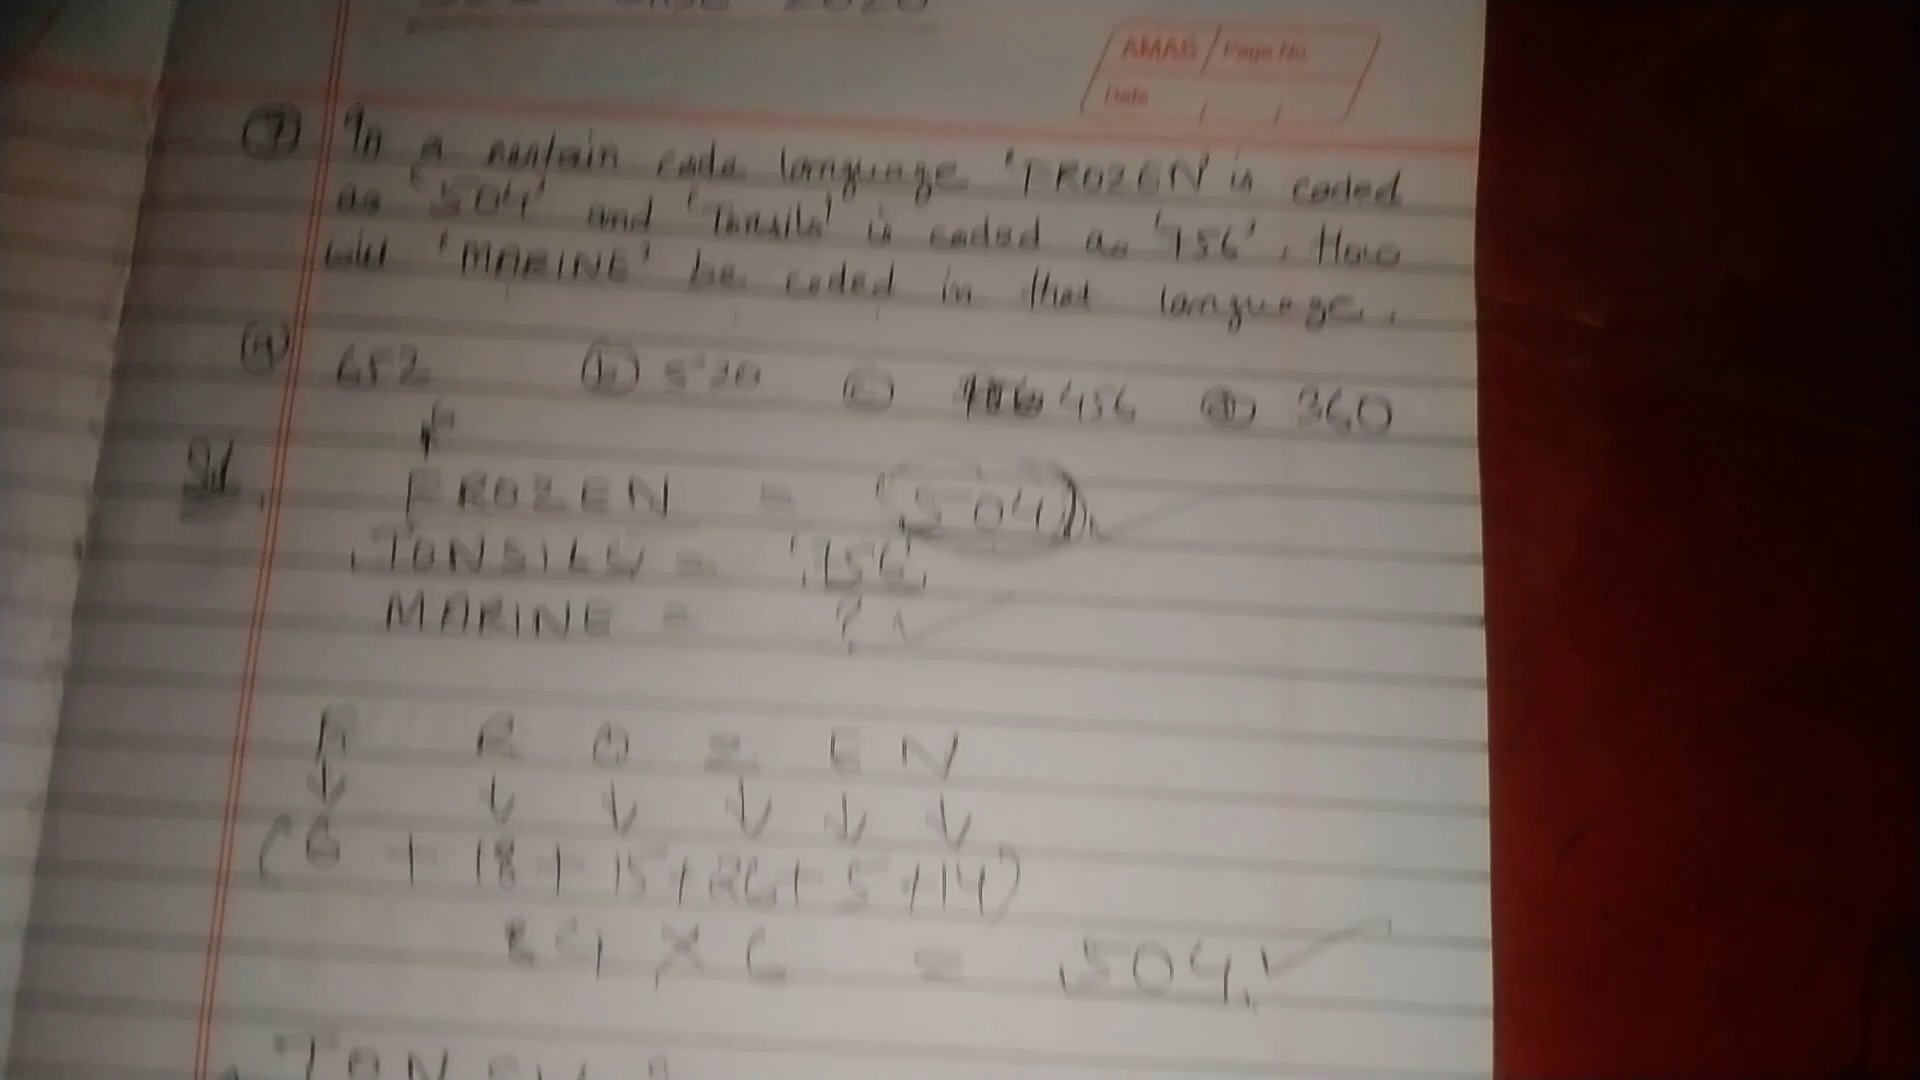 AMAB Page No.
Date
7 In a certain code language 'FROZEN' is coded
as '504' and 'Tonsils' is coded as '756'. How
will 'MARINE' be coded in that language.
a 652 b 520 c 456 d 360
Sol.
FROZEN = '504'
TONSILS = '756'
MARINE = ?
F R O Z E N
(6 + 18 + 15 + 26 + 5 + 14)
84 × 6 = 504